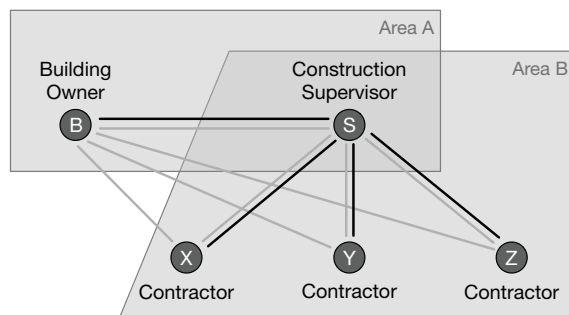 Area A
Building
Owner
Construction
Supervisor
Area B
B
S
X
Y
Z
Contractor
Contractor
Contractor